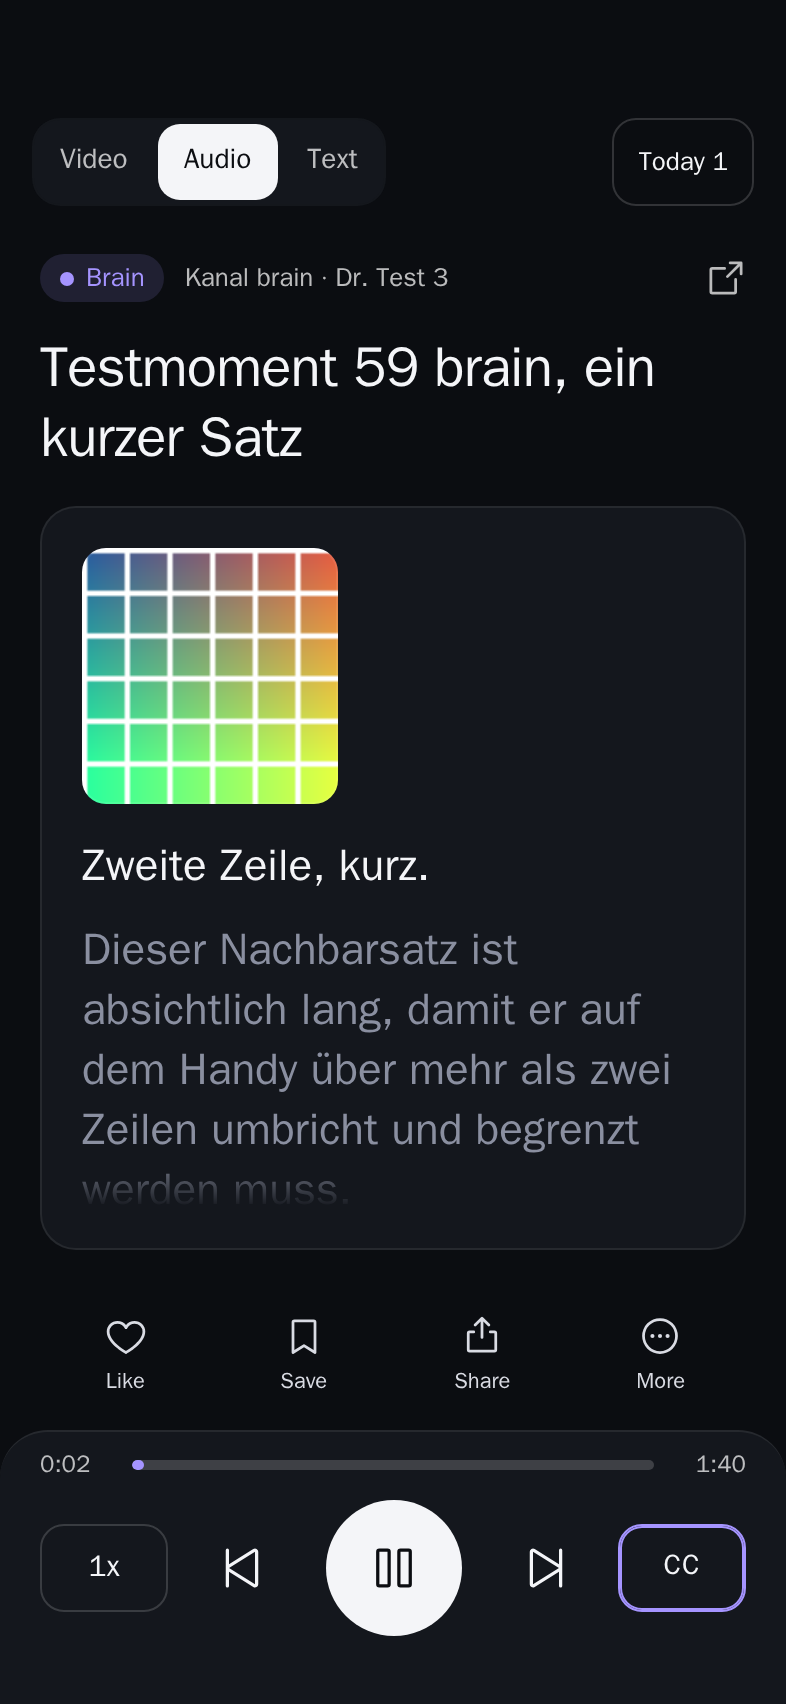 Video Audio Text Today 1
Brain Kanal brain · Dr. Test 3
Testmoment 59 brain, ein
kurzer Satz
Zweite Zeile, kurz.
Dieser Nachbarsatz ist
absichtlich lang, damit er auf
dem Handy über mehr als zwei
Zeilen umbricht und begrenzt
werden muss.
Like Save Share More
0:02 1:40
1x CC